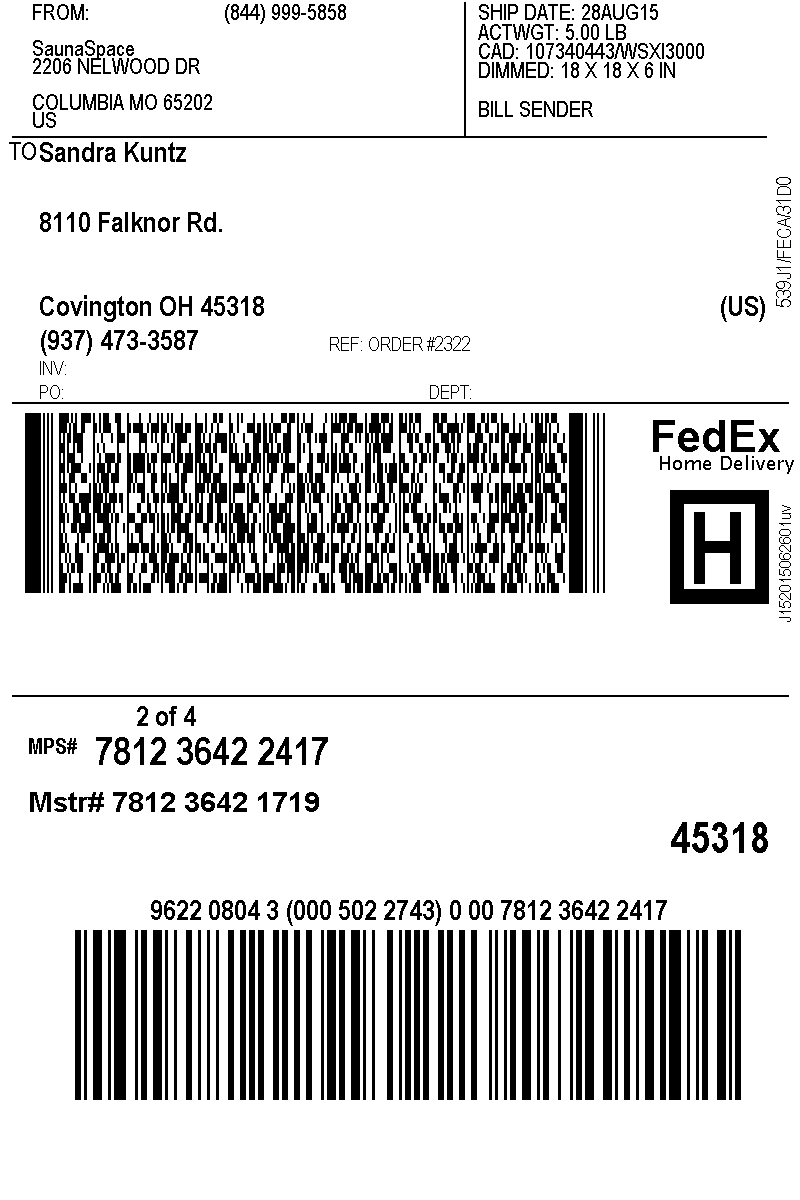 FROM: (844) 999-5858
SaunaSpace
2206 NELWOOD DR
COLUMBIA MO 65202
US
SHIP DATE: 28AUG15
ACTWGT: 5.00 LB
CAD: 107340443/WSXI3000
DIMMED: 18 X 18 X 6 IN
BILL SENDER
TO Sandra Kuntz
8110 Falknor Rd.
Covington OH 45318 (US)
(937) 473-3587 REF: ORDER #2322
INV:
PO: DEPT:
539J1/FECA/31D0
FedEx
Home Delivery
H
J152015062601uv
2 of 4
MPS# 7812 3642 2417
Mstr# 7812 3642 1719
45318
9622 0804 3 (000 502 2743) 0 00 7812 3642 2417